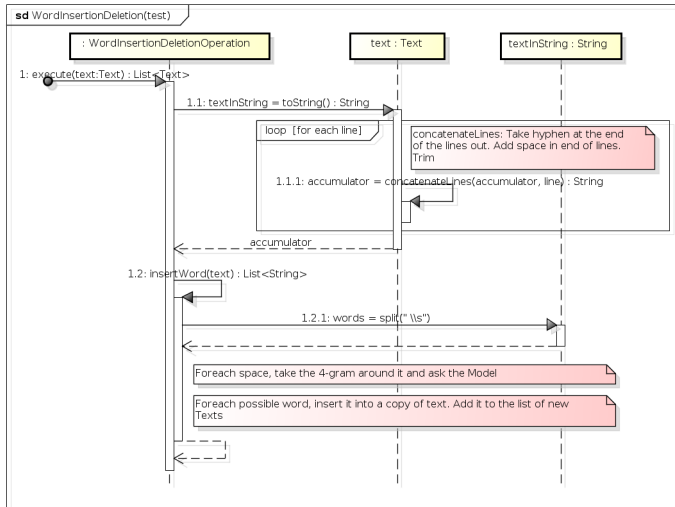 sd WordInsertionDeletion(test)
: WordInsertionDeletionOperation
text : Text
textInString : String
1: execute(text:Text) : List<Text>
1.1: textInString = toString() : String
loop [for each line]
concatenateLines: Take hyphen at the end
of the lines out. Add space in end of lines.
Trim
1.1.1: accumulator = concatenateLines(accumulator, line) : String
accumulator
1.2: insertWord(text) : List<String>
1.2.1: words = split(" \\s")
Foreach space, take the 4-gram around it and ask the Model
Foreach possible word, insert it into a copy of text. Add it to the list of new
Texts